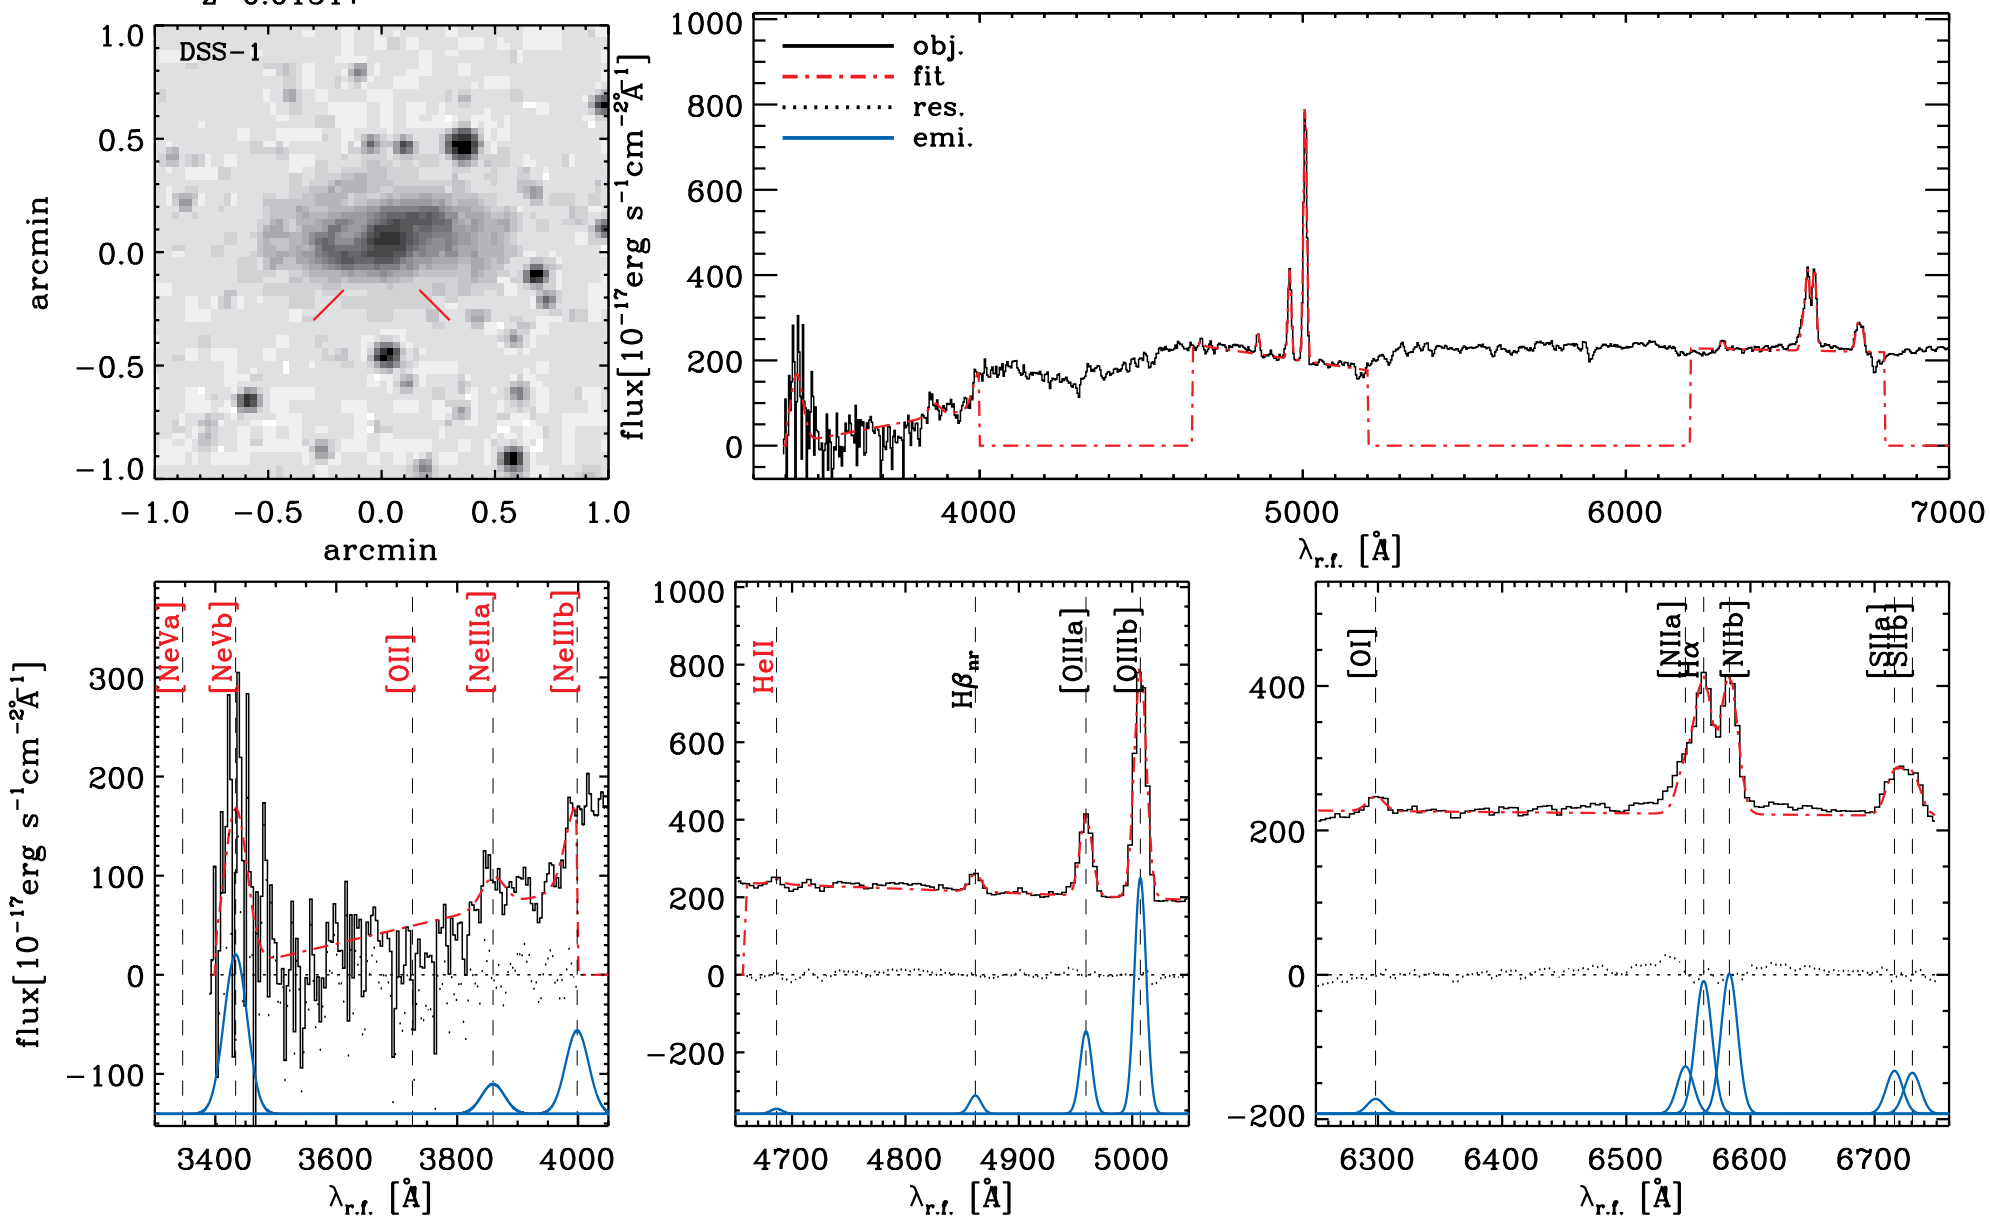 DSS-1
1.0
0.5
0.0
-0.5
-1.0
arcmin
-1.0 -0.5 0.0 0.5 1.0
arcmin
obj.
fit
res.
emi.
1000
800
600
400
200
0
flux[10⁻¹⁷erg s⁻¹cm⁻²Å⁻¹]
4000 5000 6000 7000
λr.f. [Å]
[NeVa]
[NeVb]
[OII]
[NeIIIa]
[NeIIIb]
300
200
100
0
-100
flux[10⁻¹⁷erg s⁻¹cm⁻²Å⁻¹]
3400 3600 3800 4000
λr.f. [Å]
HeII
Hβnr
[OIIIa]
[OIIIb]
1000
800
600
400
200
0
-200
4700 4800 4900 5000
λr.f. [Å]
[OI]
[NIIa]
Hα
[NIIb]
[SIIa]
[SIIb]
400
200
0
-200
6300 6400 6500 6600 6700
λr.f. [Å]